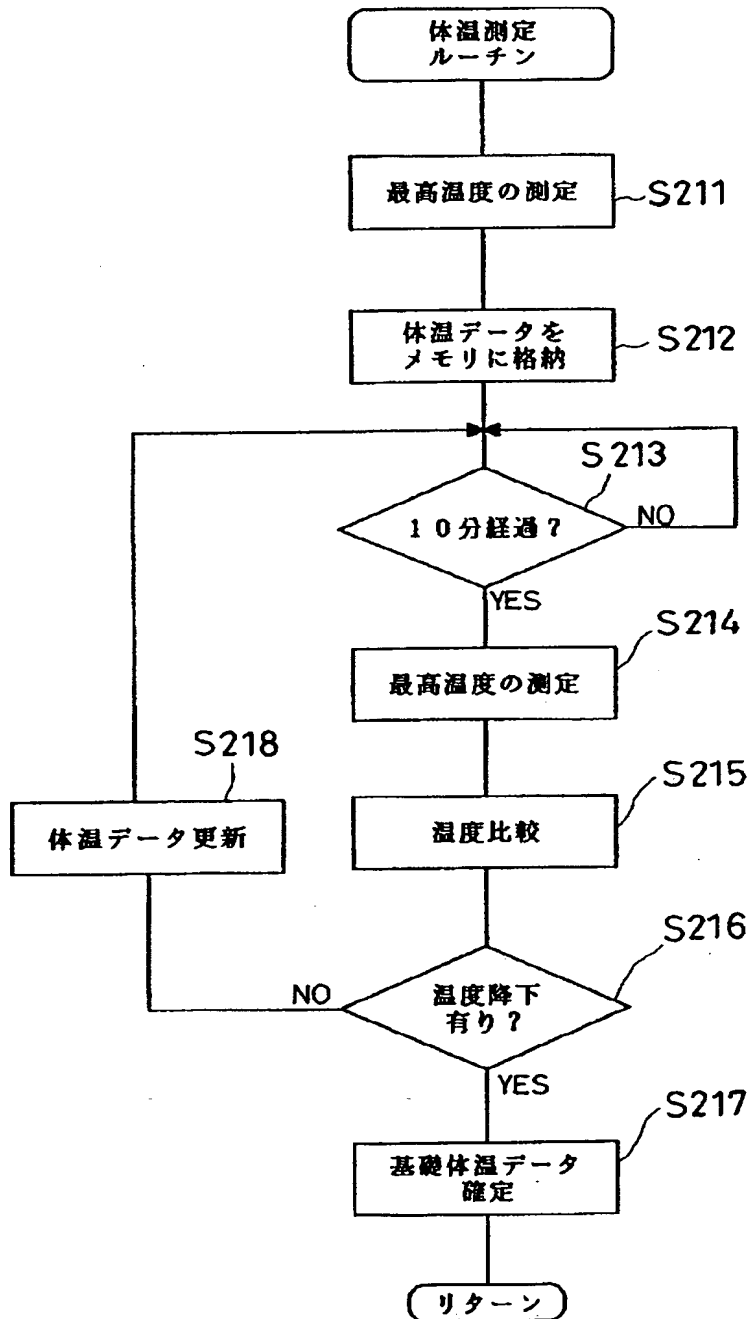 体温測定
ルーチン
最高温度の測定
S211
体温データを
メモリに格納
S212
S213
10分経過?
NO
YES
S214
最高温度の測定
S218
S215
体温データ更新
温度比較
S216
NO
温度降下
有り?
YES
S217
基礎体温データ
確定
リターン